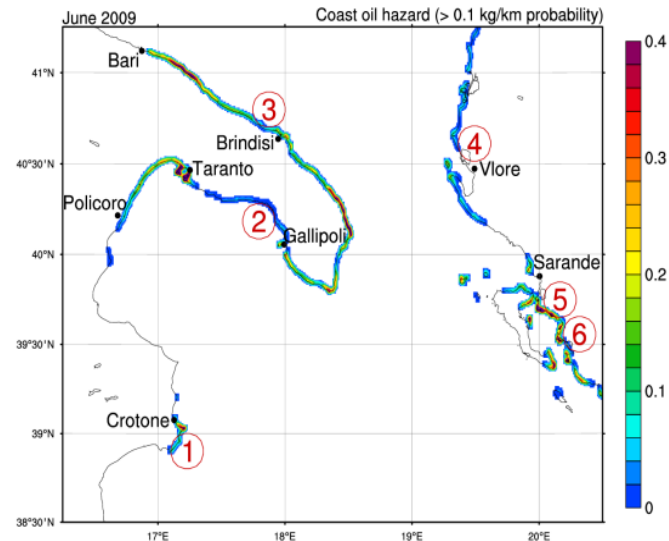 June 2009 Coast oil hazard (> 0.1 kg/km probability)
41°N
40°30'N
40°N
39°30'N
39°N
38°30'N
17°E
18°E
19°E
20°E
Bari
3
Brindisi
4
Vlore
Taranto
Policoro
2
Gallipoli
Sarande
5
6
Crotone
1
0.4
0.3
0.2
0.1
0